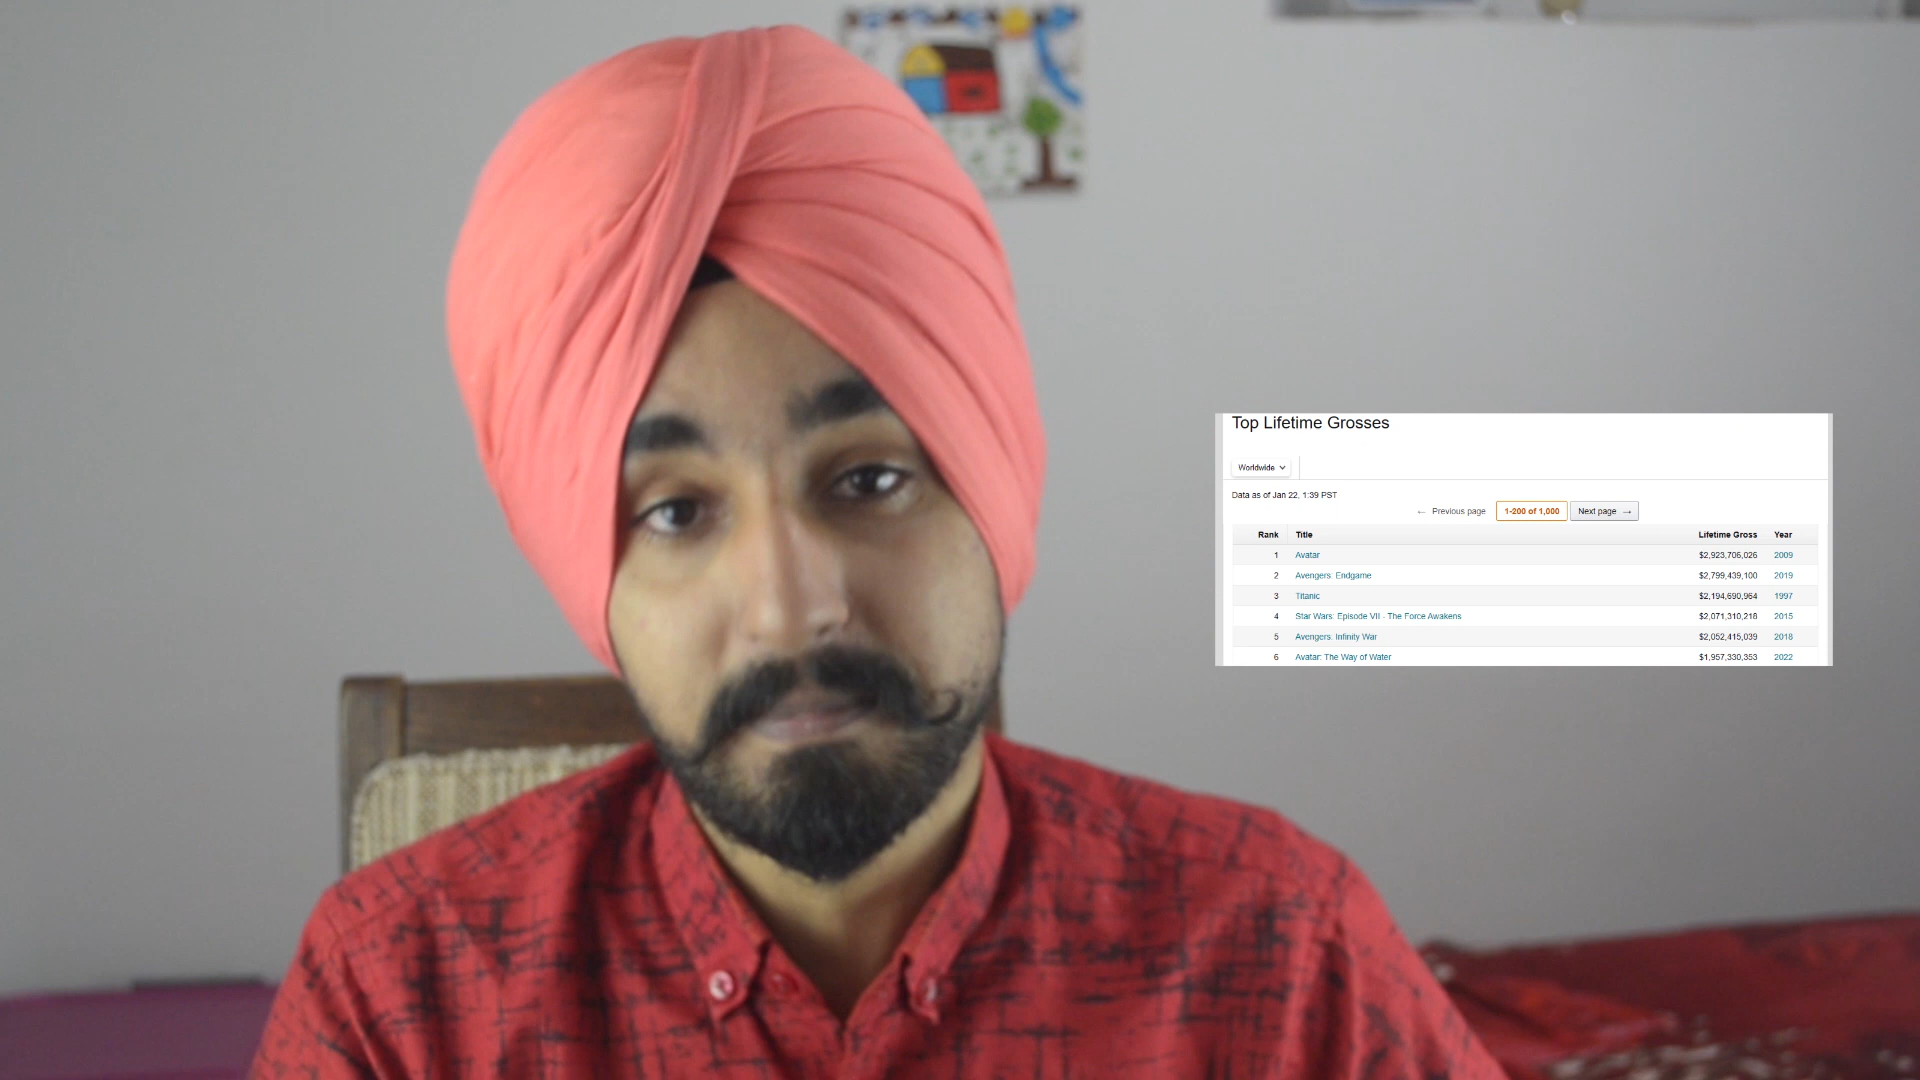 Top Lifetime Grosses
Worldwide
Data as of Jan 22, 1:39 PST
← Previous page 1-200 of 1,000 Next page →
Rank Title Lifetime Gross Year
1 Avatar $2,923,706,026 2009
2 Avengers: Endgame $2,799,439,100 2019
3 Titanic $2,194,690,964 1997
4 Star Wars: Episode VII - The Force Awakens $2,071,310,218 2015
5 Avengers: Infinity War $2,052,415,039 2018
6 Avatar: The Way of Water $1,957,330,353 2022